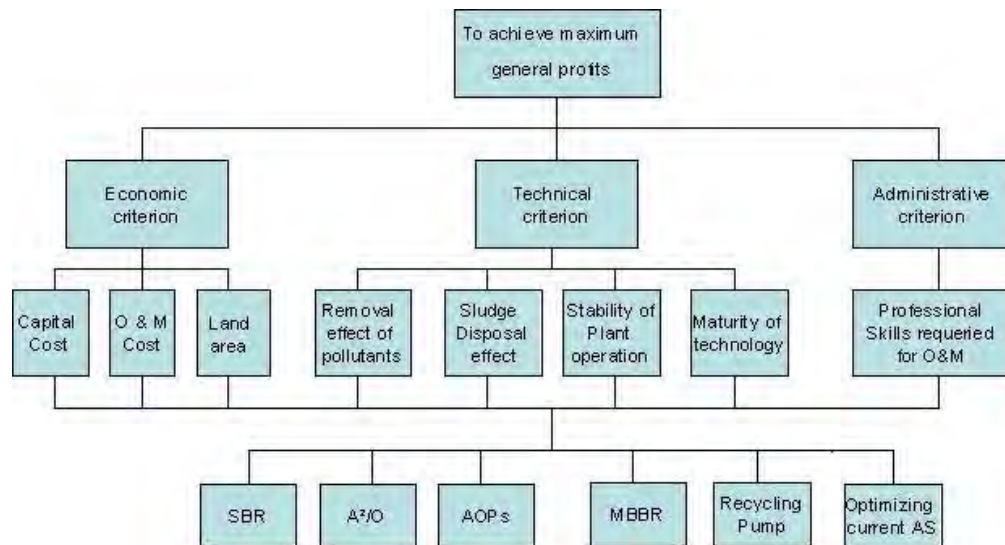 To achieve maximum
general profits
Economic
criterion
Technical
criterion
Administrative
criterion
Capital
Cost
O & M
Cost
Land
area
Removal
effect of
pollutants
Sludge
Disposal
effect
Stability of
Plant
operation
Maturity of
technology
Professional
Skills requeried
for O&M
SBR
A²/O
AOPs
MBBR
Recycling
Pump
Optimizing
current AS